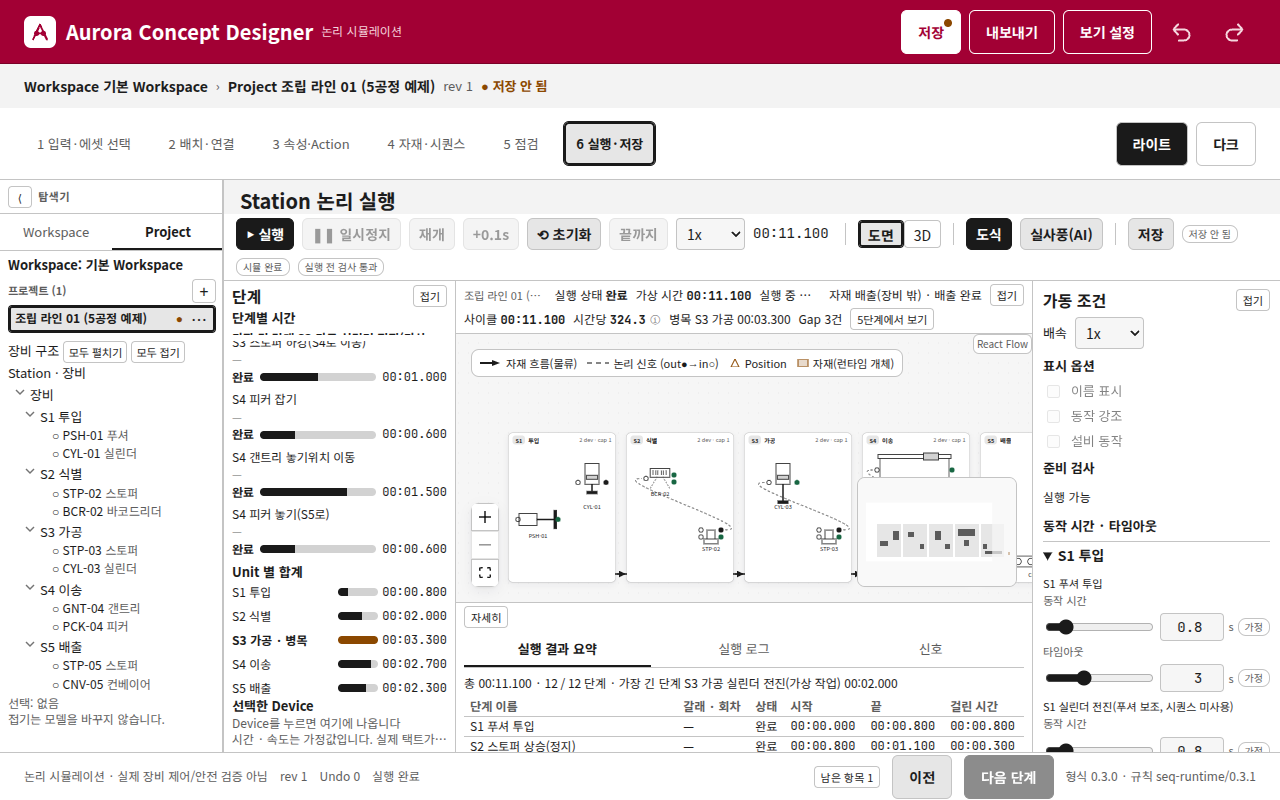 Aurora Concept Designer 논리 시뮬레이션 저장 내보내기 보기 설정
Workspace 기본 Workspace › Project 조립 라인 01 (5공정 예제) rev 1 ● 저장 안 됨
1 입력·에셋 선택 2 배치·연결 3 속성·Action 4 자재·시퀀스 5 점검 6 실행·저장 라이트 다크
탐색기
Workspace Project
Workspace: 기본 Workspace
프로젝트 (1) +
조립 라인 01 (5공정 예제) ● ···
장비 구조 모두 펼치기 모두 접기
Station · 장비
장비
S1 투입
○ PSH-01 푸셔
○ CYL-01 실린더
S2 식별
○ STP-02 스토퍼
○ BCR-02 바코드리더
S3 가공
○ STP-03 스토퍼
○ CYL-03 실린더
S4 이송
○ GNT-04 갠트리
○ PCK-04 피커
S5 배출
○ STP-05 스토퍼
○ CNV-05 컨베이어
선택: 없음
접기는 모델을 바꾸지 않습니다.
Station 논리 실행
▸ 실행 ❚❚ 일시정지 재개 +0.1s ⟲ 초기화 끝까지 1x 00:11.100 도면 3D 도식 실사풍(AI) 저장 저장 안 됨
시뮬 완료 실행 전 검사 통과
단계 접기
단계별 시간
S3 스토퍼 하강(S4로 이송)
—
완료 00:01.000
S4 피커 잡기
—
완료 00:00.600
S4 갠트리 놓기위치 이동
—
완료 00:01.500
S4 피커 놓기(S5로)
—
완료 00:00.600
Unit 별 합계
S1 투입 00:00.800
S2 식별 00:02.000
S3 가공 · 병목 00:03.300
S4 이송 00:02.700
S5 배출 00:02.300
선택한 Device
Device를 누르면 여기에 나옵니다
시간 · 속도는 가정값입니다. 실제 택트가···
조립 라인 01 (··· 실행 상태 완료 가상 시간 00:11.100 실행 중 ··· 자재 배출(장비 밖) · 배출 완료 접기
사이클 00:11.100 시간당 324.3 ⓘ 병목 S3 가공 00:03.300 Gap 3건 5단계에서 보기
React Flow
자재 흐름(물류) 논리 신호 (out●→in○) Position 자재(런타임 개체)
S1 투입 2 dev · cap 1
S2 식별 2 dev · cap 1
S3 가공 2 dev · cap 1
S4 이송 2 dev · cap 1
S5 배출
CYL-01
PSH-01
BCR-02
STP-02
CYL-03
STP-03
자세히
실행 결과 요약 실행 로그 신호
총 00:11.100 · 12 / 12 단계 · 가장 긴 단계 S3 가공 실린더 전진(가상 작업) 00:02.000
단계 이름 갈래 · 회차 상태 시작 끝 걸린 시간
S1 푸셔 투입 — 완료 00:00.000 00:00.800 00:00.800
S2 스토퍼 상승(정지) — 완료 00:00.800 00:01.100 00:00.300
가동 조건 접기
배속 1x
표시 옵션
이름 표시
동작 강조
설비 동작
준비 검사
실행 가능
동작 시간 · 타임아웃
▼ S1 투입
S1 푸셔 투입
동작 시간
0.8 s 가정
타임아웃
3 s 가정
S1 실린더 전진(푸셔 보조, 시퀀스 미사용)
동작 시간
0.8 s 가정
논리 시뮬레이션 · 실제 장비 제어/안전 검증 아님 rev 1 Undo 0 실행 완료 남은 항목 1 이전 다음 단계 형식 0.3.0 · 규칙 seq-runtime/0.3.1